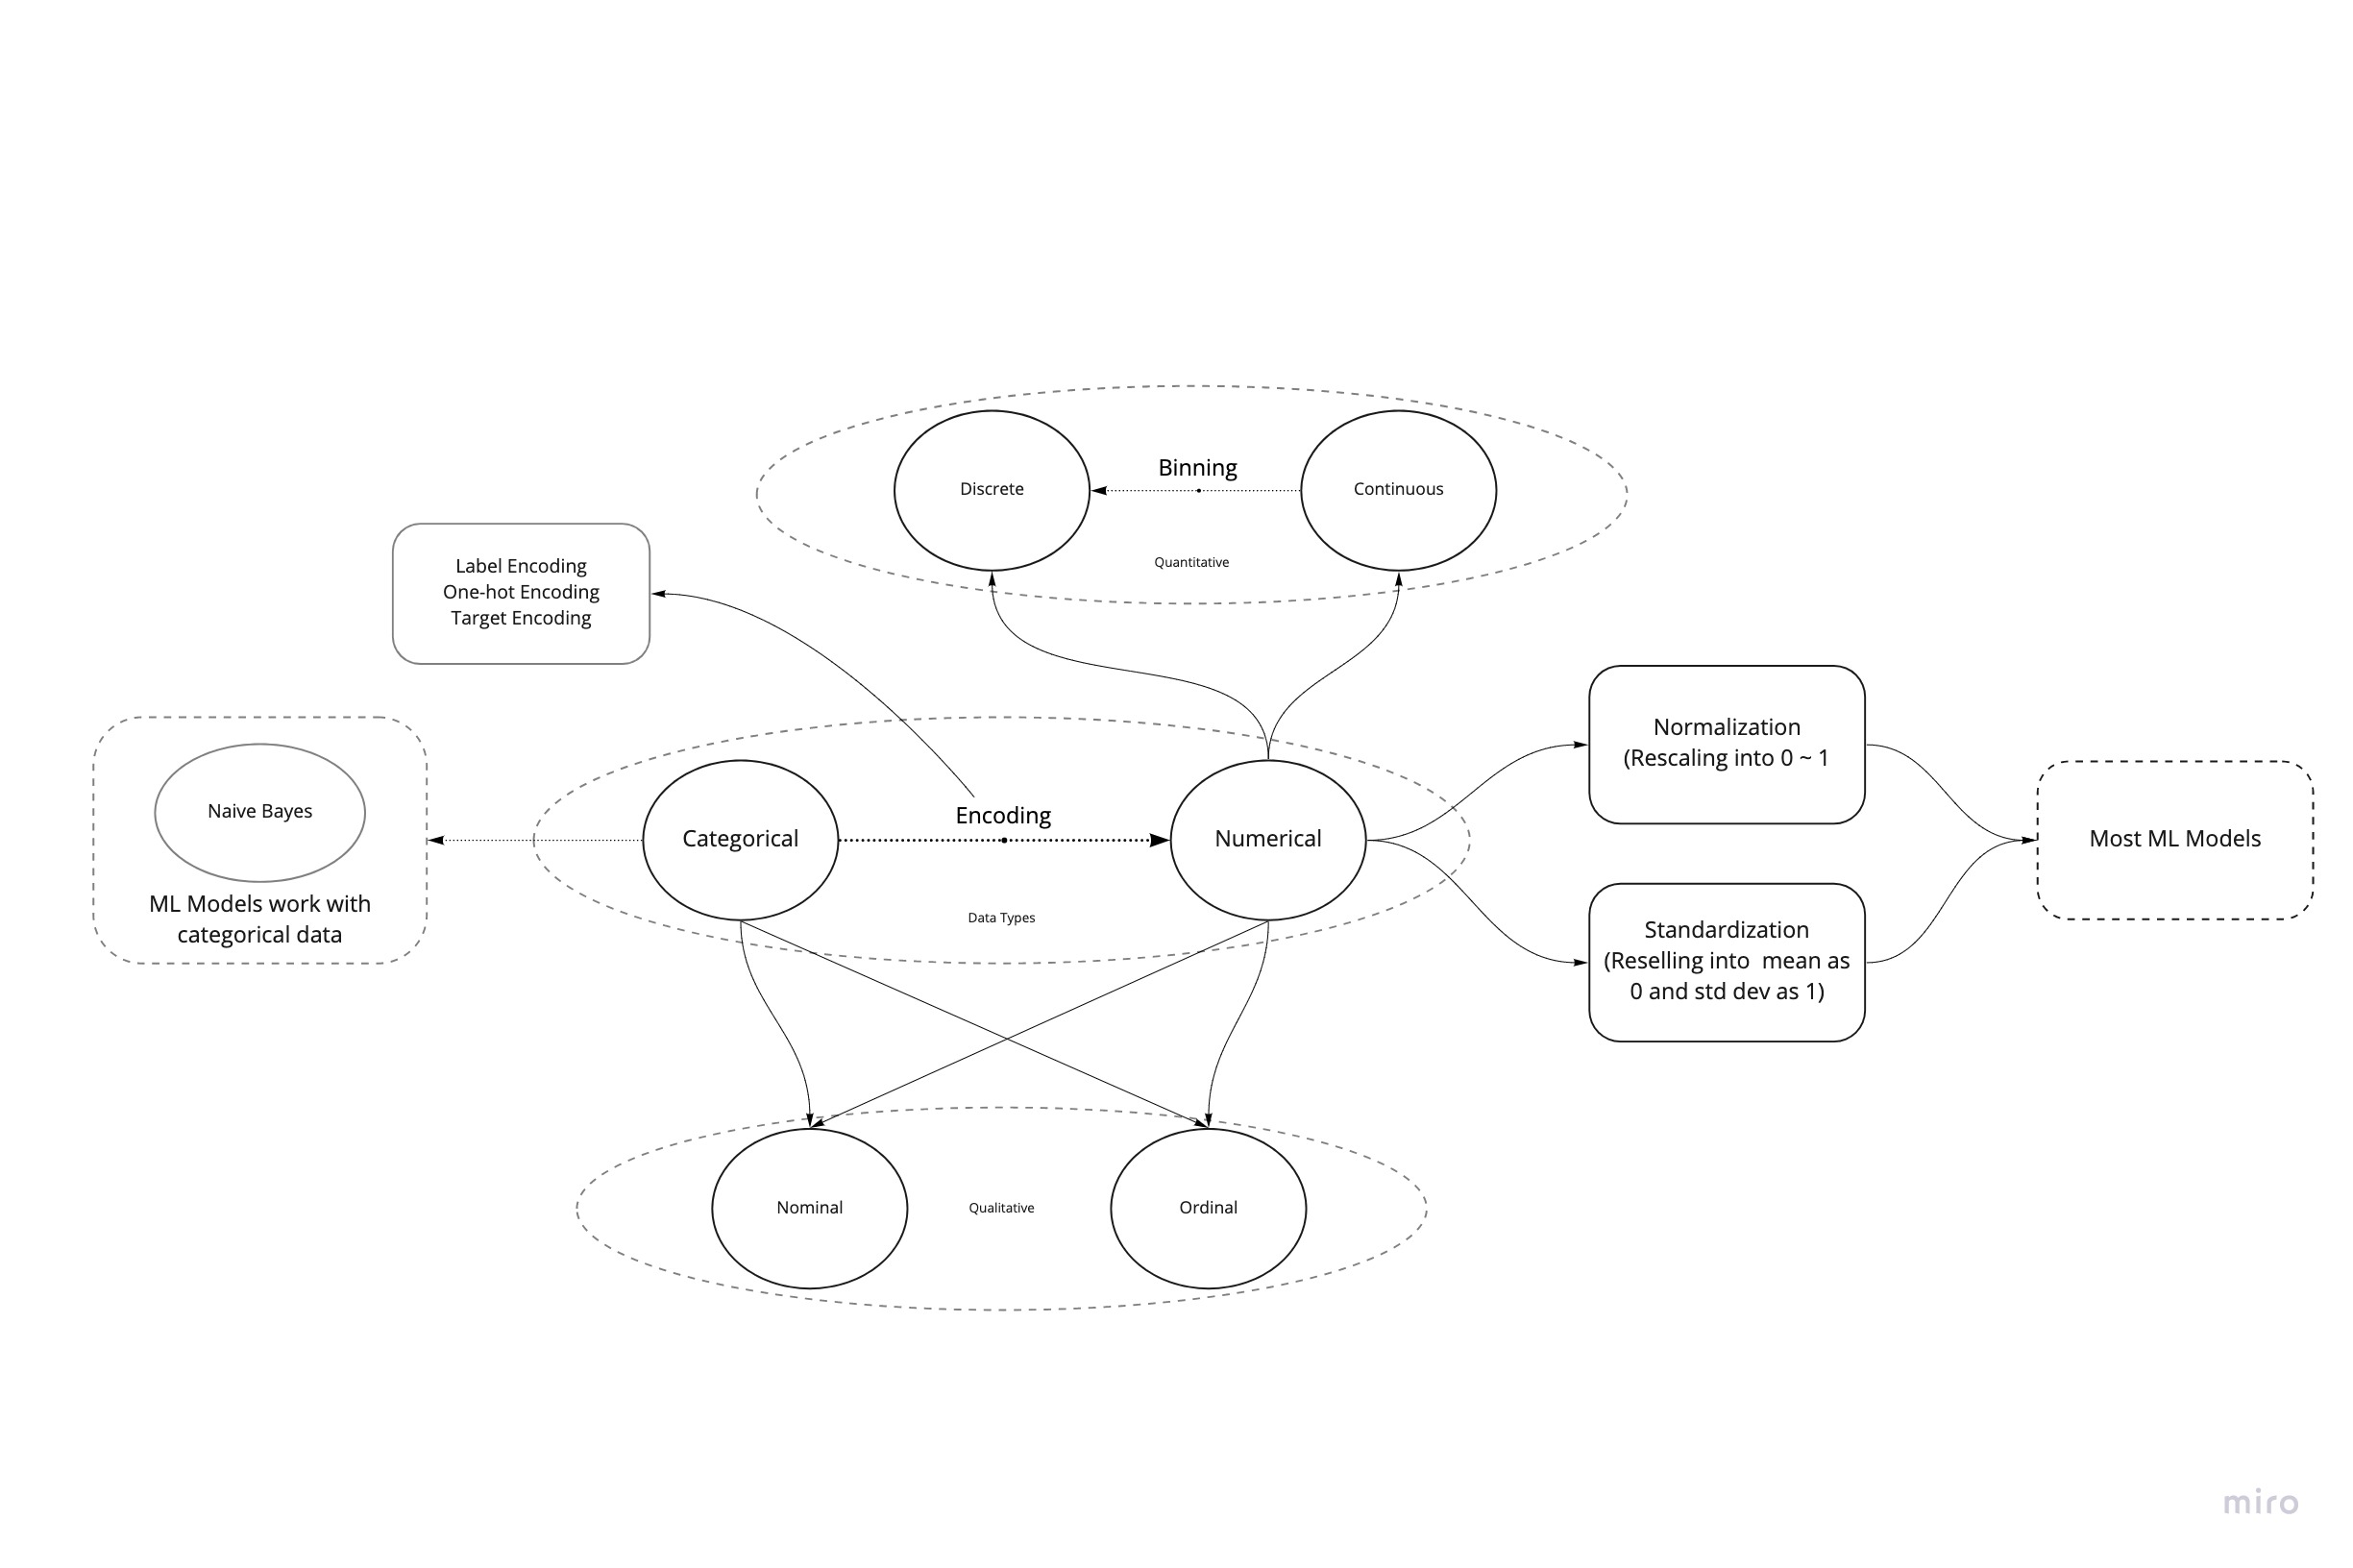 Binning
Discrete
Continuous
Quantitative
Label Encoding
One-hot Encoding
Target Encoding
Normalization
(Rescaling into 0 ~ 1
Naive Bayes
ML Models work with
categorical data
Categorical
Encoding
Numerical
Data Types
Most ML Models
Standardization
(Reselling into  mean as
0 and std dev as 1)
Nominal
Qualitative
Ordinal
miro